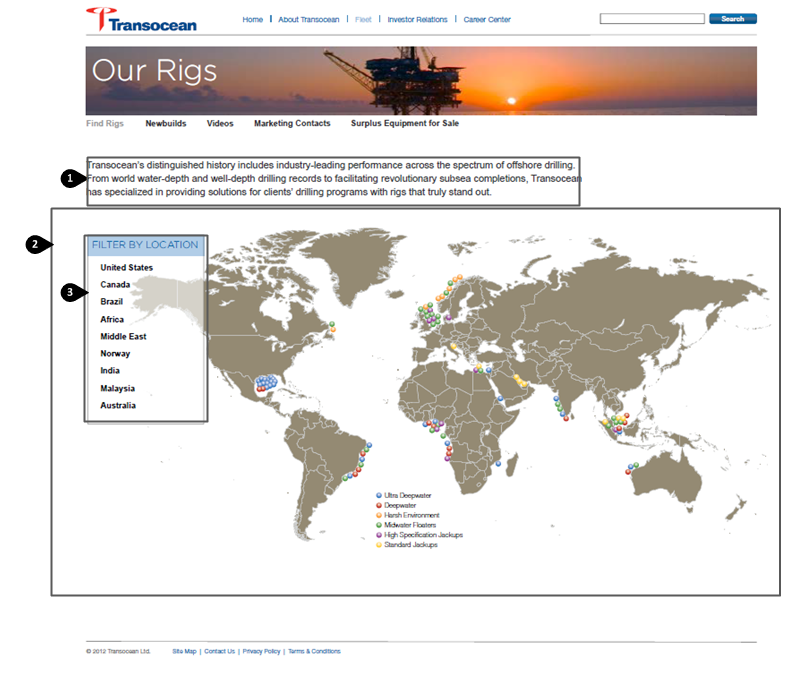 Transocean
Home | About Transocean | Fleet | Investor Relations | Career Center
Search
Our Rigs
Find Rigs Newbuilds Videos Marketing Contacts Surplus Equipment for Sale
1
Transocean's distinguished history includes industry-leading performance across the spectrum of offshore drilling.
From world water-depth and well-depth drilling records to facilitating revolutionary subsea completions, Transocean
has specialized in providing solutions for clients' drilling programs with rigs that truly stand out.
2
FILTER BY LOCATION
3
United States
Canada
Brazil
Africa
Middle East
Norway
India
Malaysia
Australia
Ultra Deepwater
Deepwater
Harsh Environment
Midwater Floaters
High Specification Jackups
Standard Jackups
© 2012 Transocean Ltd. Site Map | Contact Us | Privacy Policy | Terms & Conditions